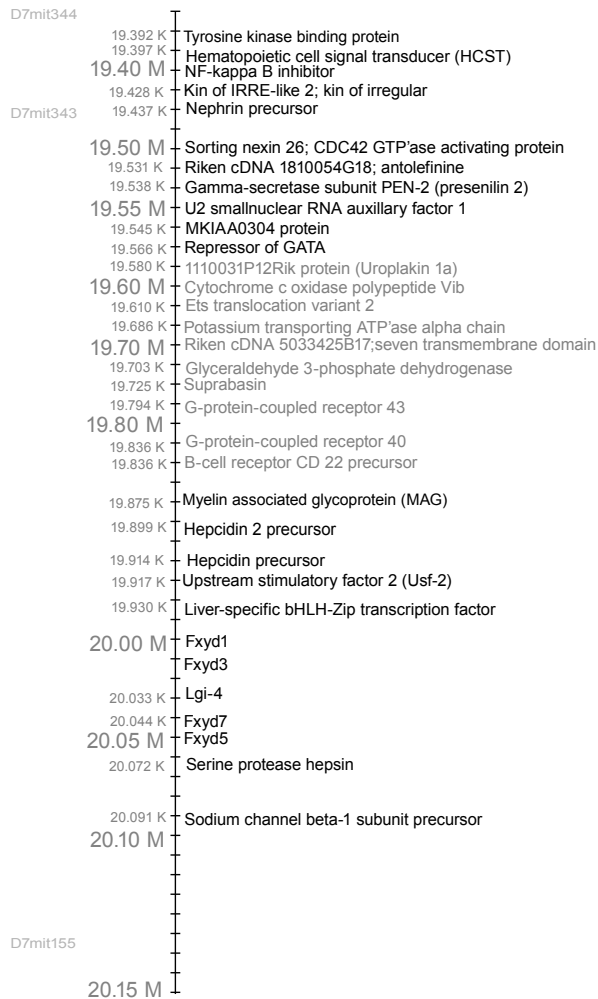 D7mit344
19.392 K Tyrosine kinase binding protein
19.397 K Hematopoietic cell signal transducer (HCST)
19.40 M NF-kappa B inhibitor
19.428 K Kin of IRRE-like 2; kin of irregular
D7mit343 19.437 K Nephrin precursor
19.50 M Sorting nexin 26; CDC42 GTP'ase activating protein
19.531 K Riken cDNA 1810054G18; antolefinine
19.538 K Gamma-secretase subunit PEN-2 (presenilin 2)
19.55 M U2 smallnuclear RNA auxillary factor 1
19.545 K MKIAA0304 protein
19.566 K Repressor of GATA
19.580 K 1110031P12Rik protein (Uroplakin 1a)
19.60 M Cytochrome c oxidase polypeptide Vib
19.610 K Ets translocation variant 2
19.686 K Potassium transporting ATP'ase alpha chain
19.70 M Riken cDNA 5033425B17;seven transmembrane domain
19.703 K Glyceraldehyde 3-phosphate dehydrogenase
19.725 K Suprabasin
19.794 K G-protein-coupled receptor 43
19.80 M
19.836 K G-protein-coupled receptor 40
19.836 K B-cell receptor CD 22 precursor
19.875 K Myelin associated glycoprotein (MAG)
19.899 K Hepcidin 2 precursor
19.914 K Hepcidin precursor
19.917 K Upstream stimulatory factor 2 (Usf-2)
19.930 K Liver-specific bHLH-Zip transcription factor
20.00 M Fxyd1
Fxyd3
20.033 K Lgi-4
20.044 K Fxyd7
20.05 M Fxyd5
20.072 K Serine protease hepsin
20.091 K Sodium channel beta-1 subunit precursor
20.10 M
D7mit155
20.15 M